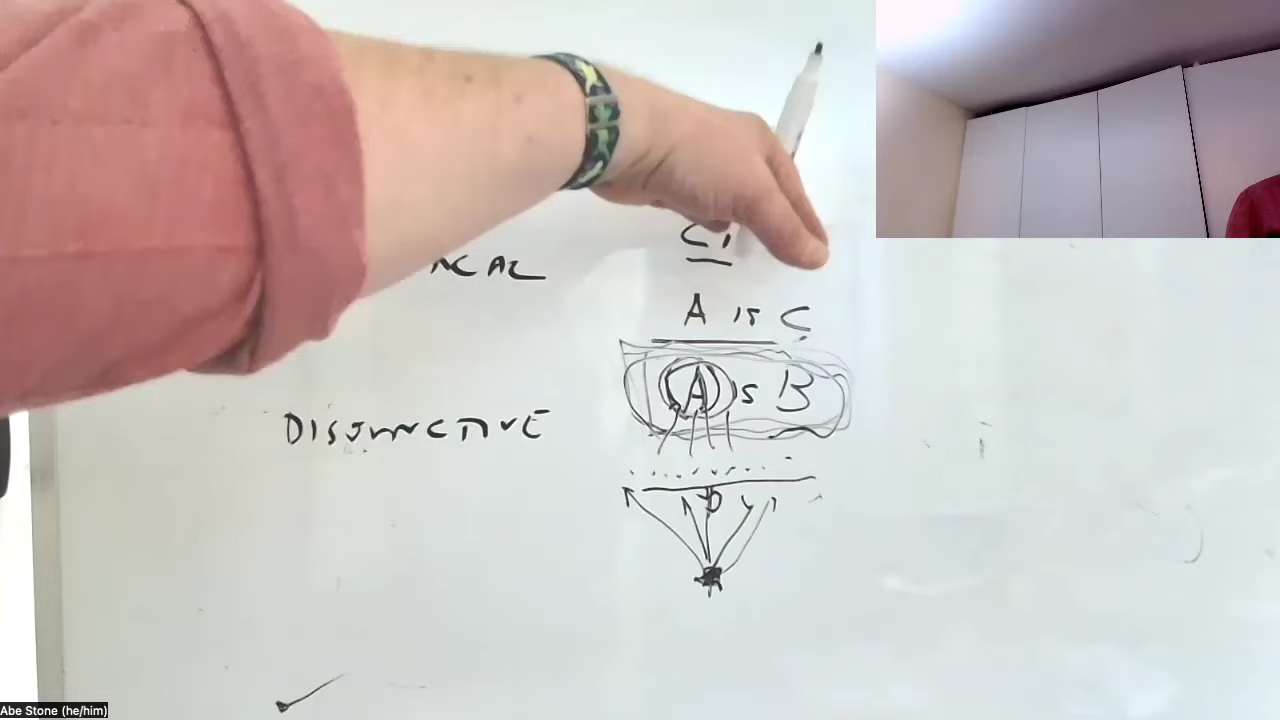 A is C
A is B
DISJUNCTIVE
D
Abe Stone (he/him)